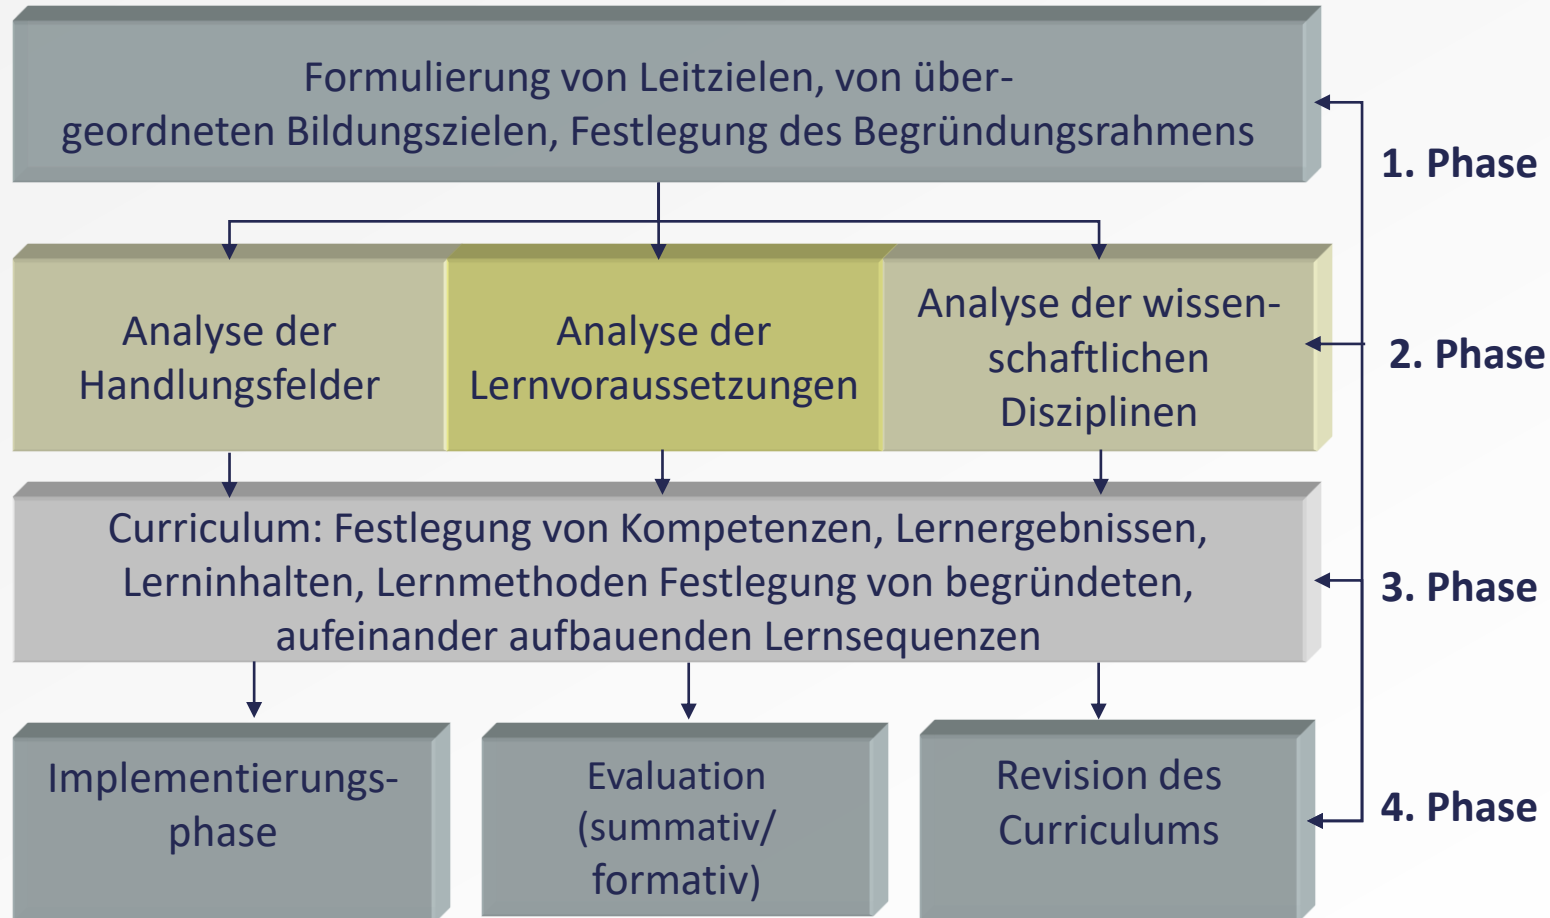 Formulierung von Leitzielen, von über-
geordneten Bildungszielen, Festlegung des Begründungsrahmens
1. Phase
Analyse der
Handlungsfelder
Analyse der
Lernvoraussetzungen
Analyse der wissen-
schaftlichen
Disziplinen
2. Phase
Curriculum: Festlegung von Kompetenzen, Lernergebnissen,
Lerninhalten, Lernmethoden Festlegung von begründeten,
aufeinander aufbauenden Lernsequenzen
3. Phase
Implementierungs-
phase
Evaluation
(summativ/
formativ)
Revision des
Curriculums
4. Phase